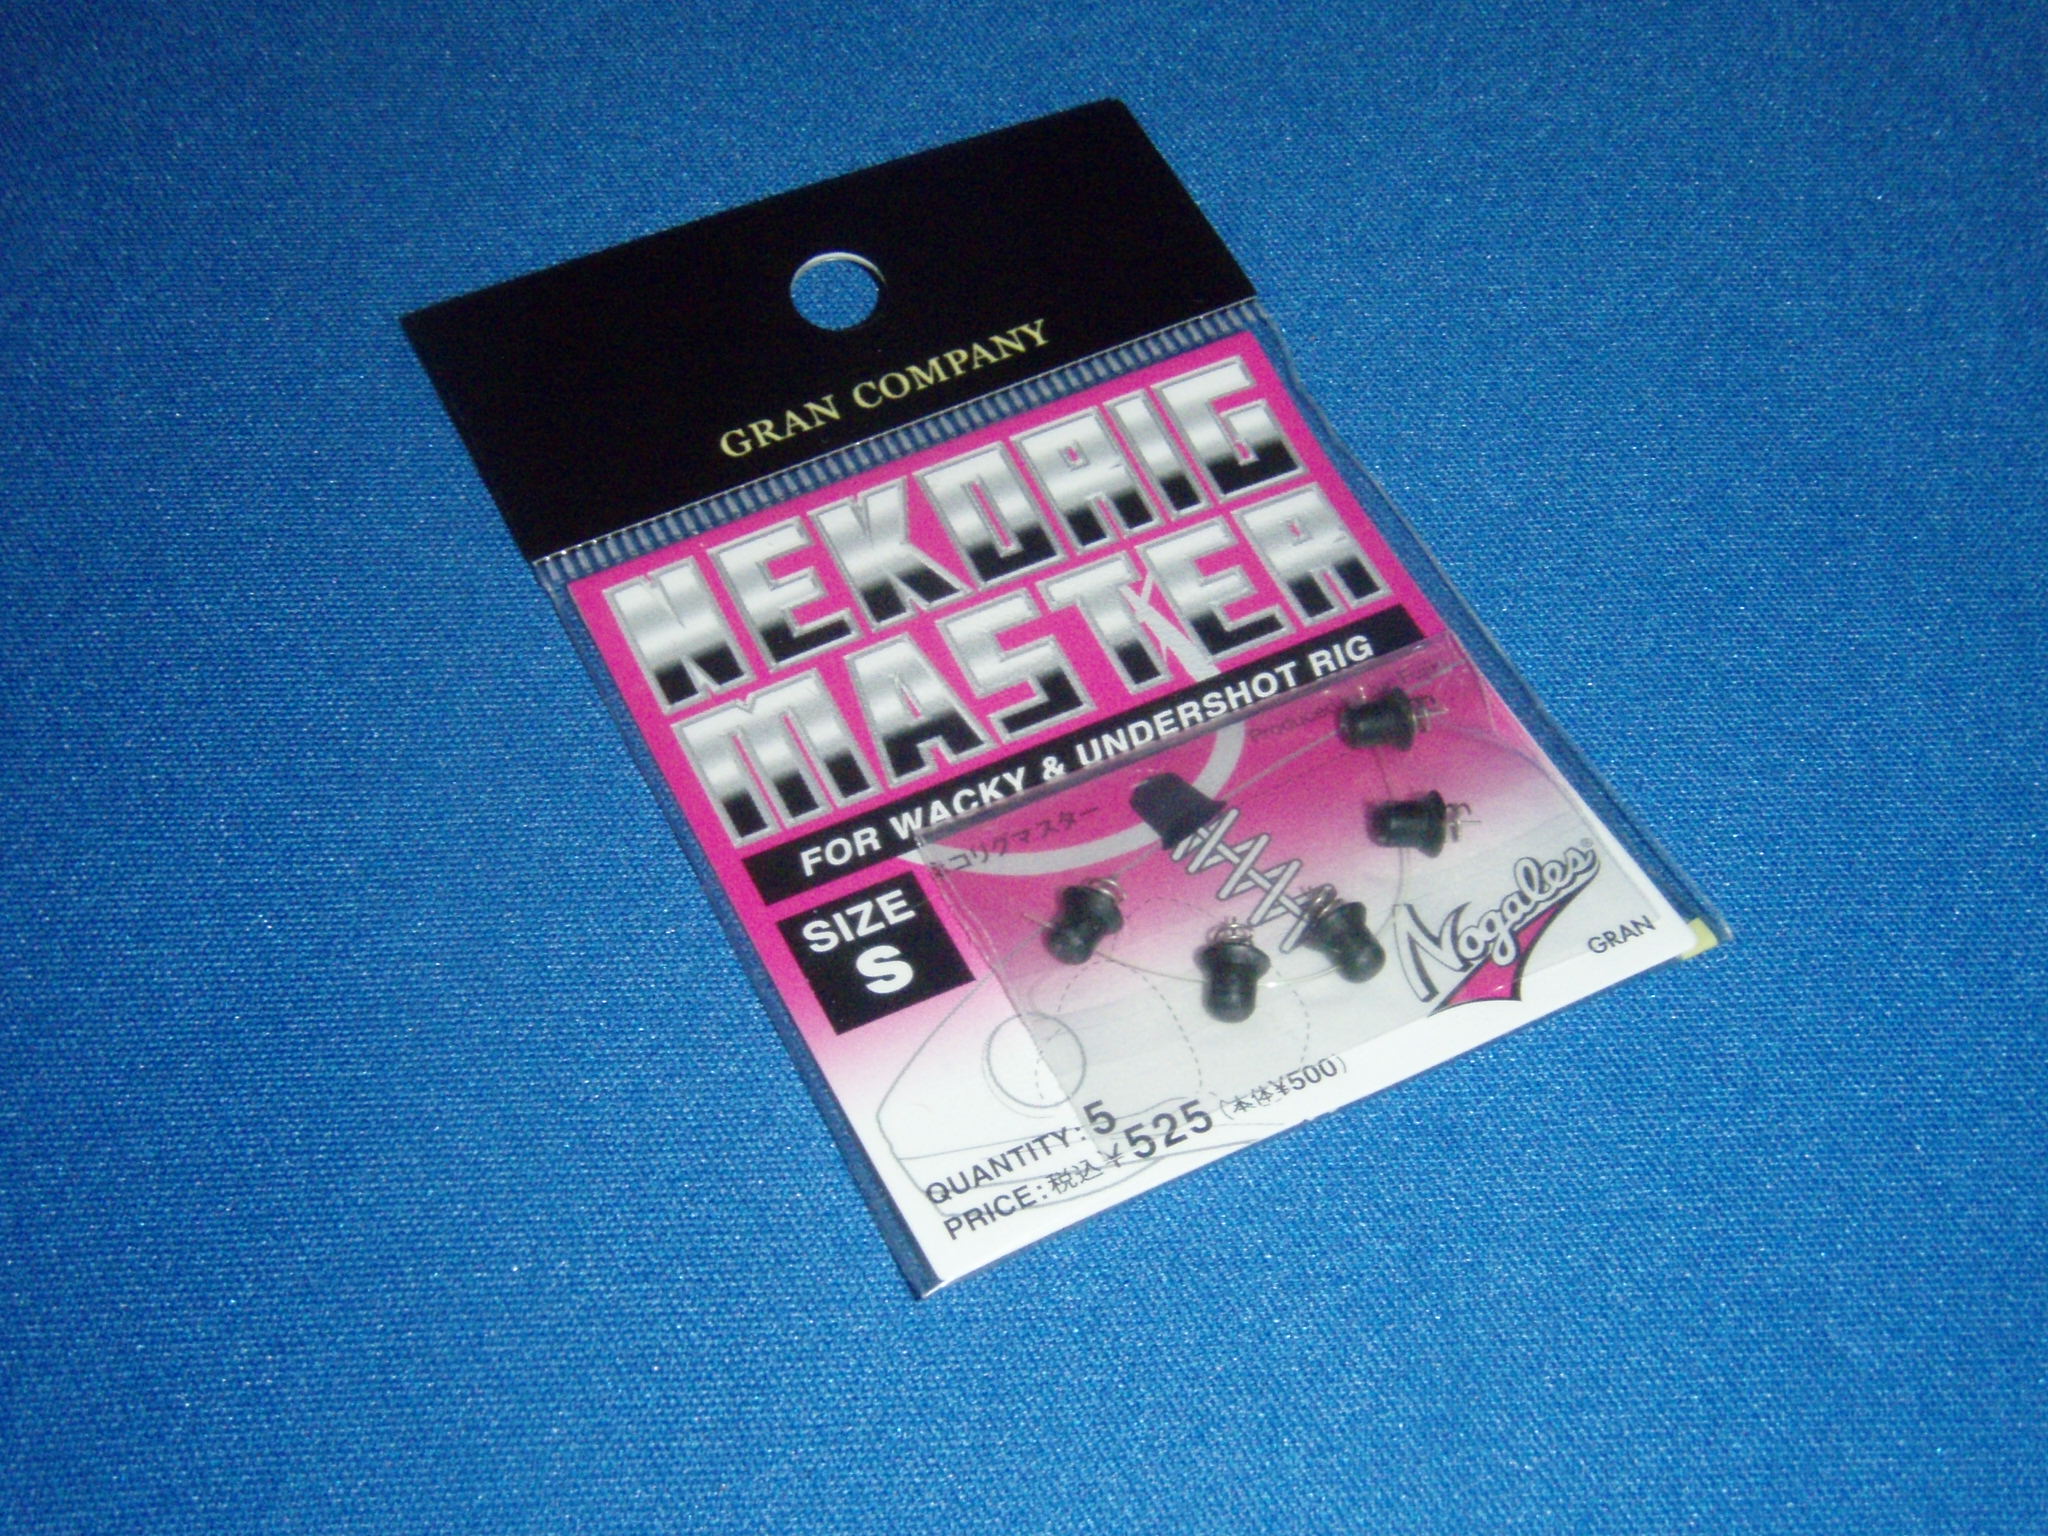 GRAN COMPANY
NEKORIG
MASTER
FOR WACKY & UNDERSHOT RIG
Produced
ネコリグマスター
SIZE
S
Nogales®
GRAN
QUANTITY: 5
PRICE: 税込 ¥525 (本体¥500)